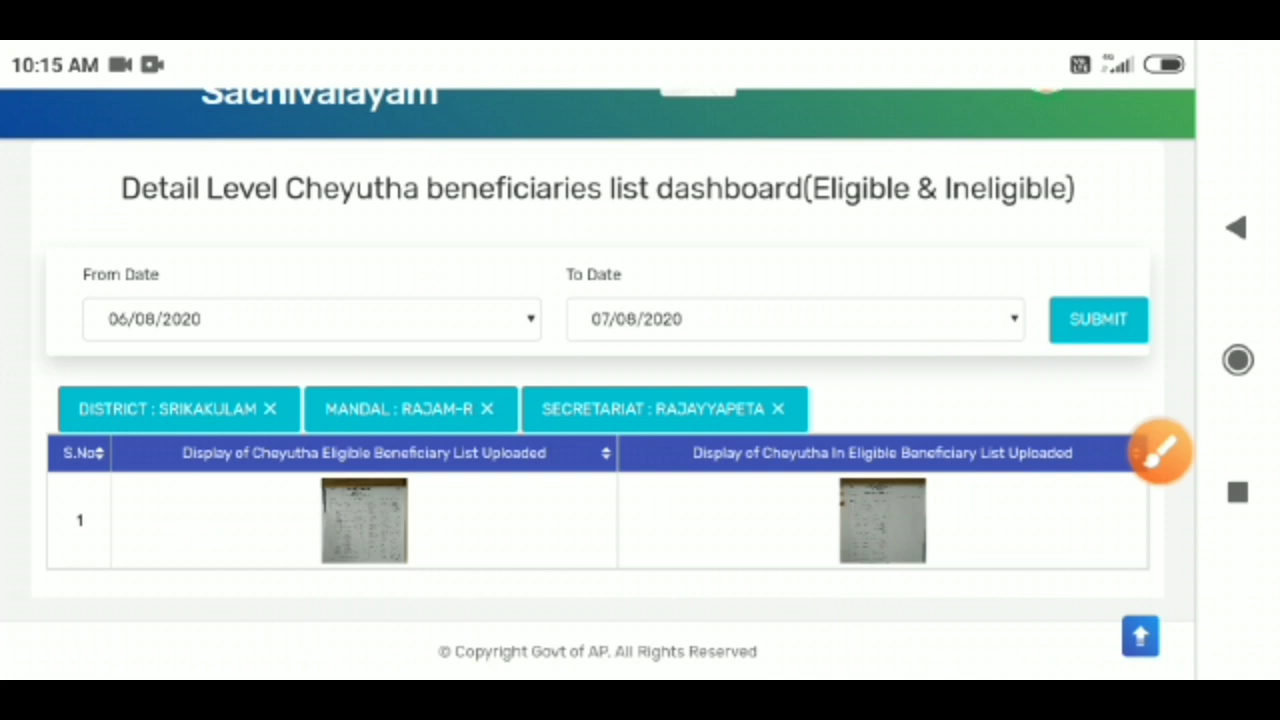 10:15 AM
Sachivalayam
Detail Level Cheyutha beneficiaries list dashboard(Eligible & Ineligible)
From Date
To Date
06/08/2020
07/08/2020
SUBMIT
DISTRICT : SRIKAKULAM ✕
MANDAL : RAJAM-R ✕
SECRETARIAT : RAJAYYAPETA ✕
S.No
Display of Cheyutha Eligible Beneficiary List Uploaded
Display of Cheyutha In Eligible Beneficiary List Uploaded
1
© Copyright Govt of AP. All Rights Reserved